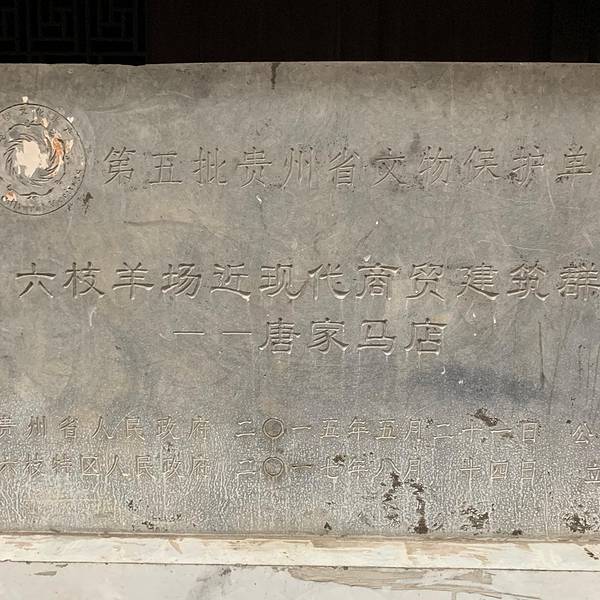 第五批贵州省文物保护单
六枝羊场近现代商贸建筑群
——唐家马店
贵州省人民政府 二〇一五年五月二十一日 公
六枝特区人民政府 二〇一七年八月 十四日 立